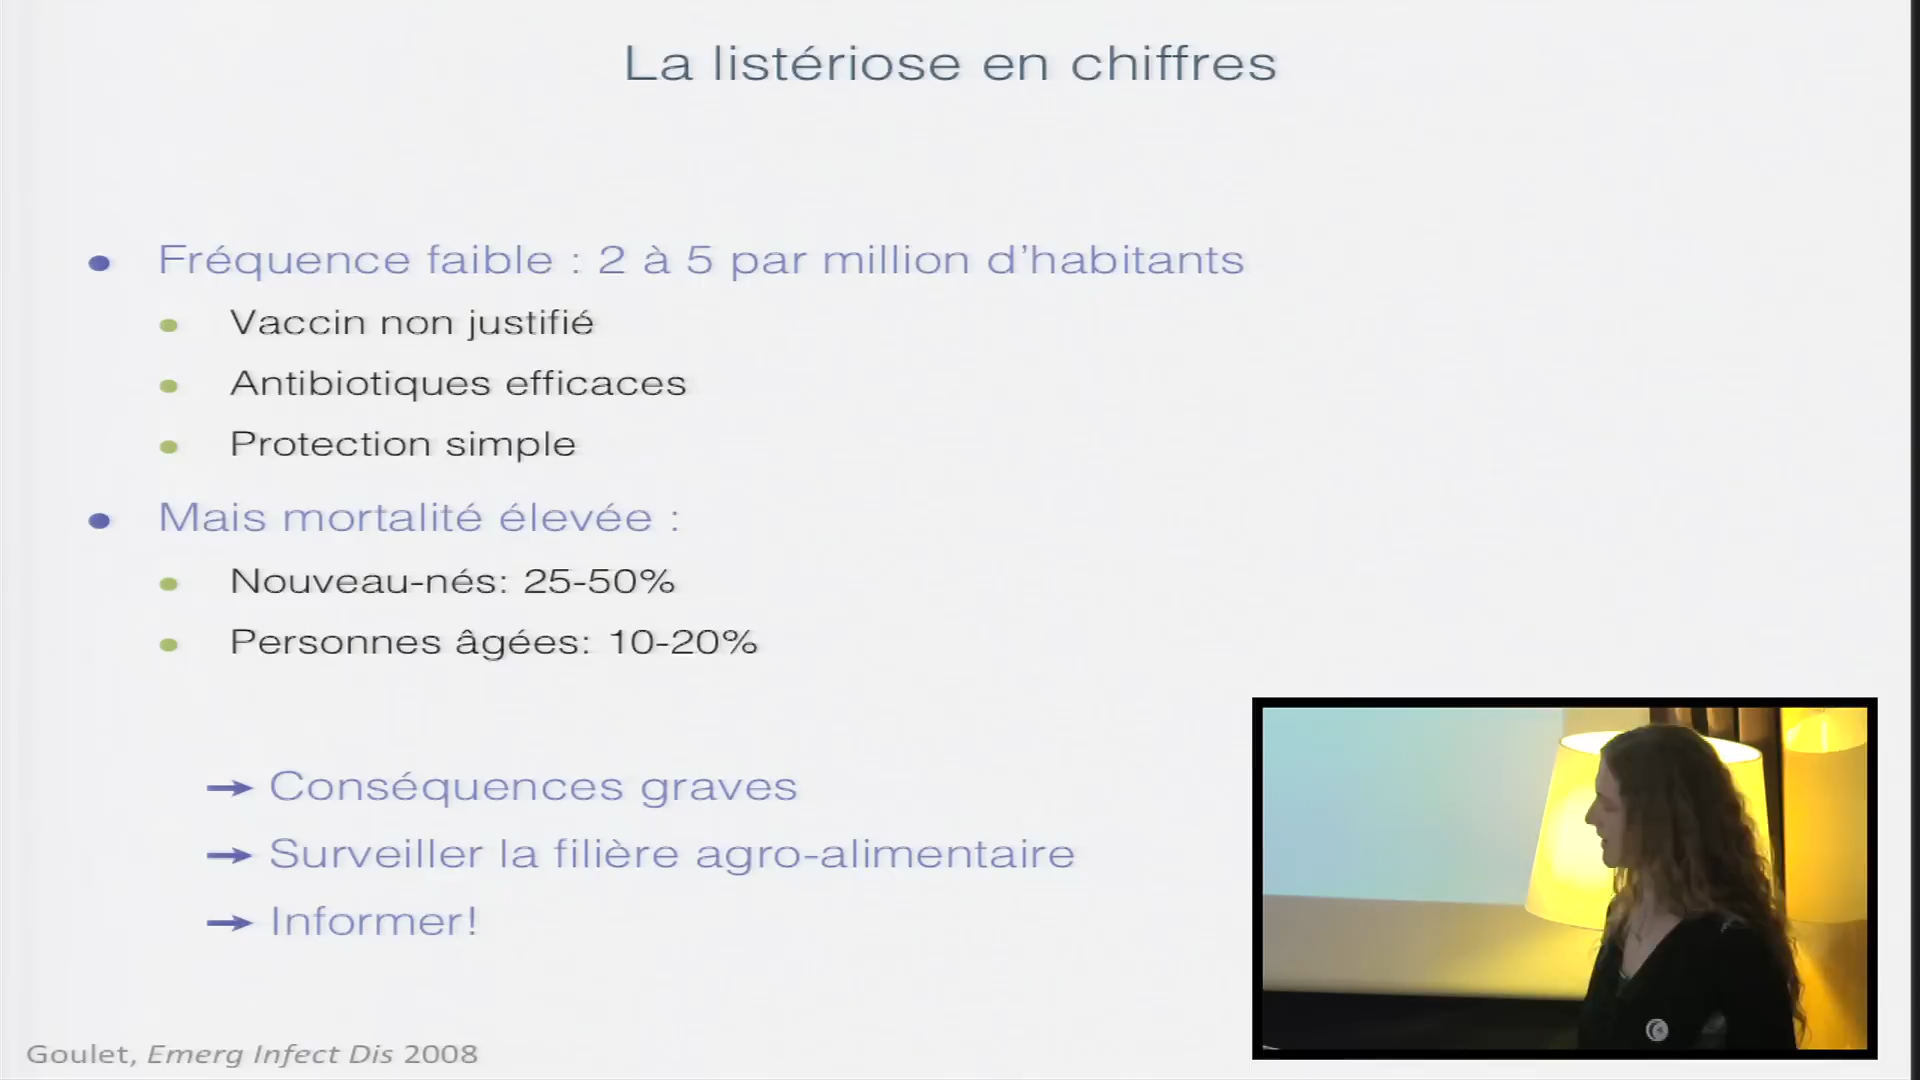 La listériose en chiffres
Fréquence faible : 2 à 5 par million d'habitants
Vaccin non justifié
Antibiotiques efficaces
Protection simple
Mais mortalité élevée :
Nouveau-nés: 25-50%
Personnes âgées: 10-20%
→ Conséquences graves
→ Surveiller la filière agro-alimentaire
→ Informer!
Goulet, Emerg Infect Dis 2008